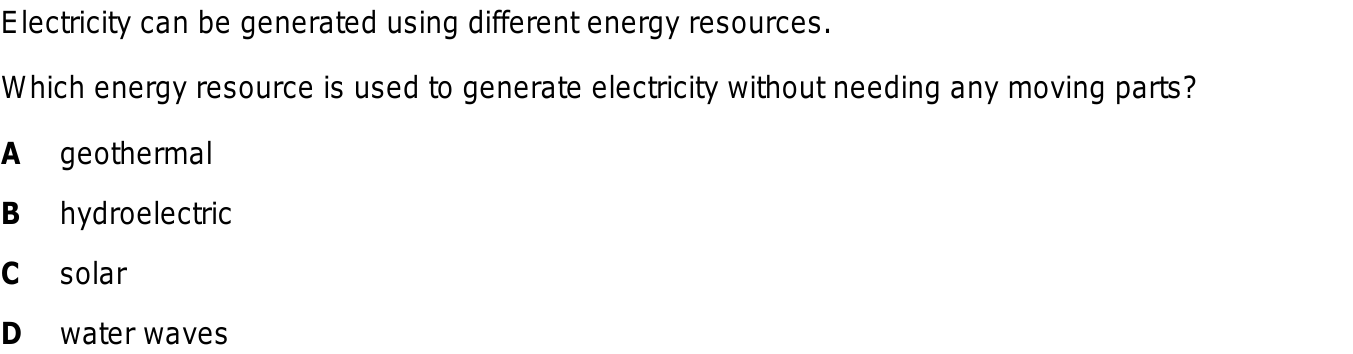 Electricity can be generated using different energy resources.
Which energy resource is used to generate electricity without needing any moving parts?
A geothermal
B hydroelectric
C solar
D water waves